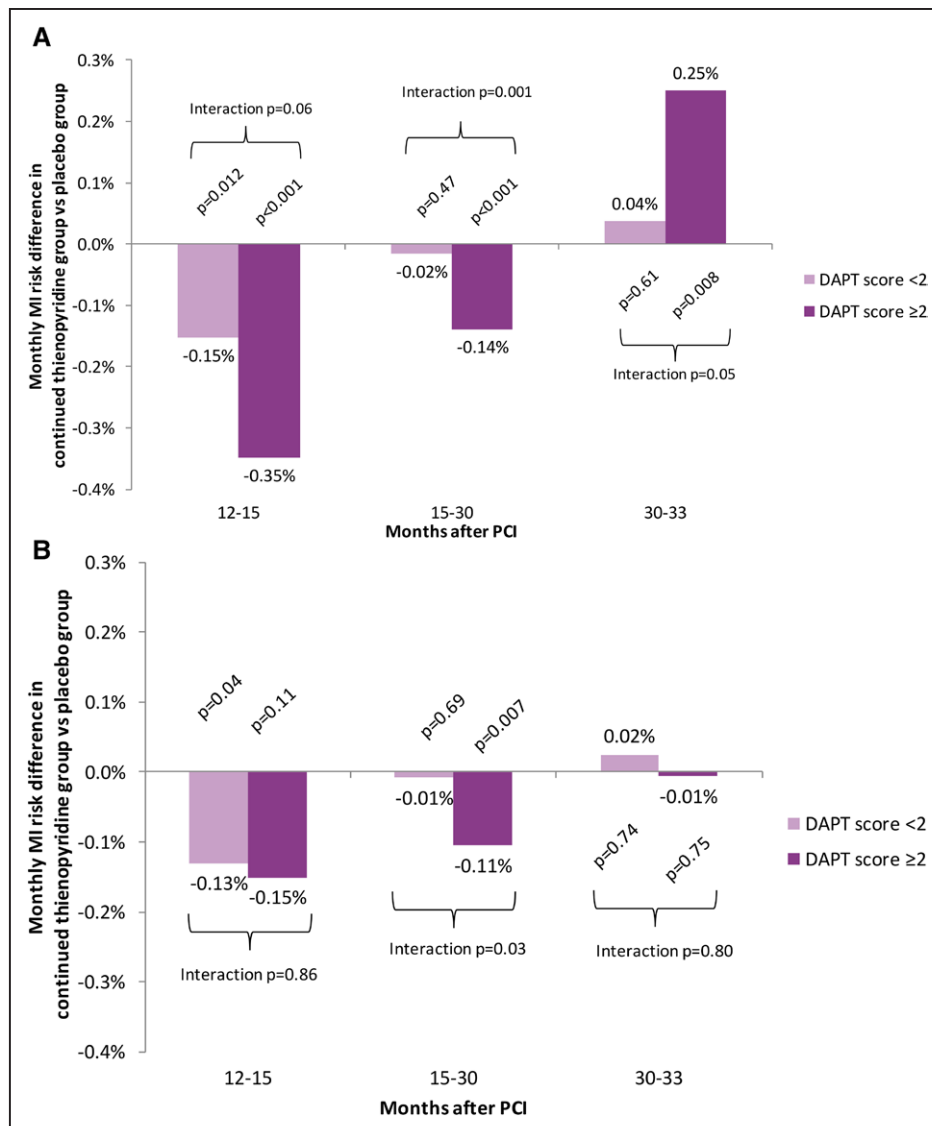 A
Monthly MI risk difference in
continued thienopyridine group vs placebo group
0.3%
0.2%
0.1%
0.0%
-0.1%
-0.2%
-0.3%
-0.4%
Interaction p=0.06
p=0.012
p<0.001
-0.15%
-0.35%
Interaction p=0.001
p=0.47
p<0.001
-0.02%
-0.14%
0.25%
0.04%
p=0.61
p=0.008
Interaction p=0.05
DAPT score <2
DAPT score ≥2
12-15
15-30
30-33
Months after PCI
B
Monthly MI risk difference in
continued thienopyridine group vs placebo group
0.3%
0.2%
0.1%
0.0%
-0.1%
-0.2%
-0.3%
-0.4%
p=0.04
p=0.11
-0.13%
-0.15%
Interaction p=0.86
p=0.69
p=0.007
-0.01%
-0.11%
Interaction p=0.03
0.02%
-0.01%
p=0.74
p=0.75
Interaction p=0.80
DAPT score <2
DAPT score ≥2
12-15
15-30
30-33
Months after PCI